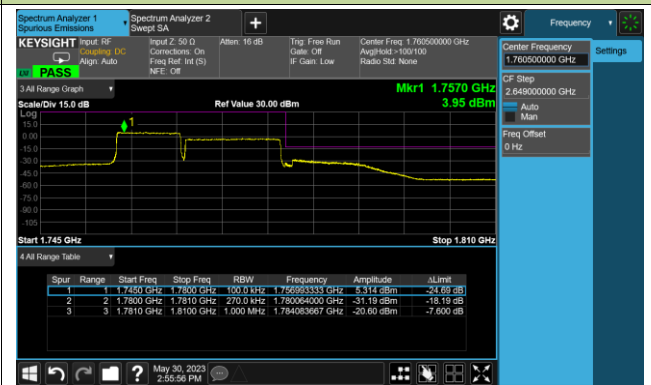 Spectrum Analyzer 1
Spurious Emissions
Spectrum Analyzer 2
Swept SA
Frequency
KEYSIGHT
Input: RF
Coupling: DC
Align: Auto
Input Z: 50 Ω
Corrections: On
Freq Ref: Int (S)
NFE: Off
Atten: 16 dB
Trig: Free Run
Gate: Off
IF Gain: Low
Center Freq: 1.760500000 GHz
Avg|Hold:>100/100
Radio Std: None
PASS
Center Frequency
1.760500000 GHz
Settings
CF Step
2.649000000 GHz
Auto
Man
Freq Offset
0 Hz
3 All Range Graph
Mkr1 1.7570 GHz
Scale/Div 15.0 dB
Ref Value 30.00 dBm
3.95 dBm
Log
15.0
0.00
-15.0
-30.0
-45.0
-60.0
-75.0
-90.0
-105
1
Start 1.745 GHz
Stop 1.810 GHz
4 All Range Table
Spur Range Start Freq Stop Freq RBW Frequency Amplitude ΔLimit
1 1 1.7450 GHz 1.7800 GHz 100.0 kHz 1.756993333 GHz 5.314 dBm -24.69 dB
2 2 1.7800 GHz 1.7810 GHz 270.0 kHz 1.780064000 GHz -31.19 dBm -18.19 dB
3 3 1.7810 GHz 1.8100 GHz 1.000 MHz 1.784083667 GHz -20.60 dBm -7.600 dB
May 30, 2023
2:55:56 PM